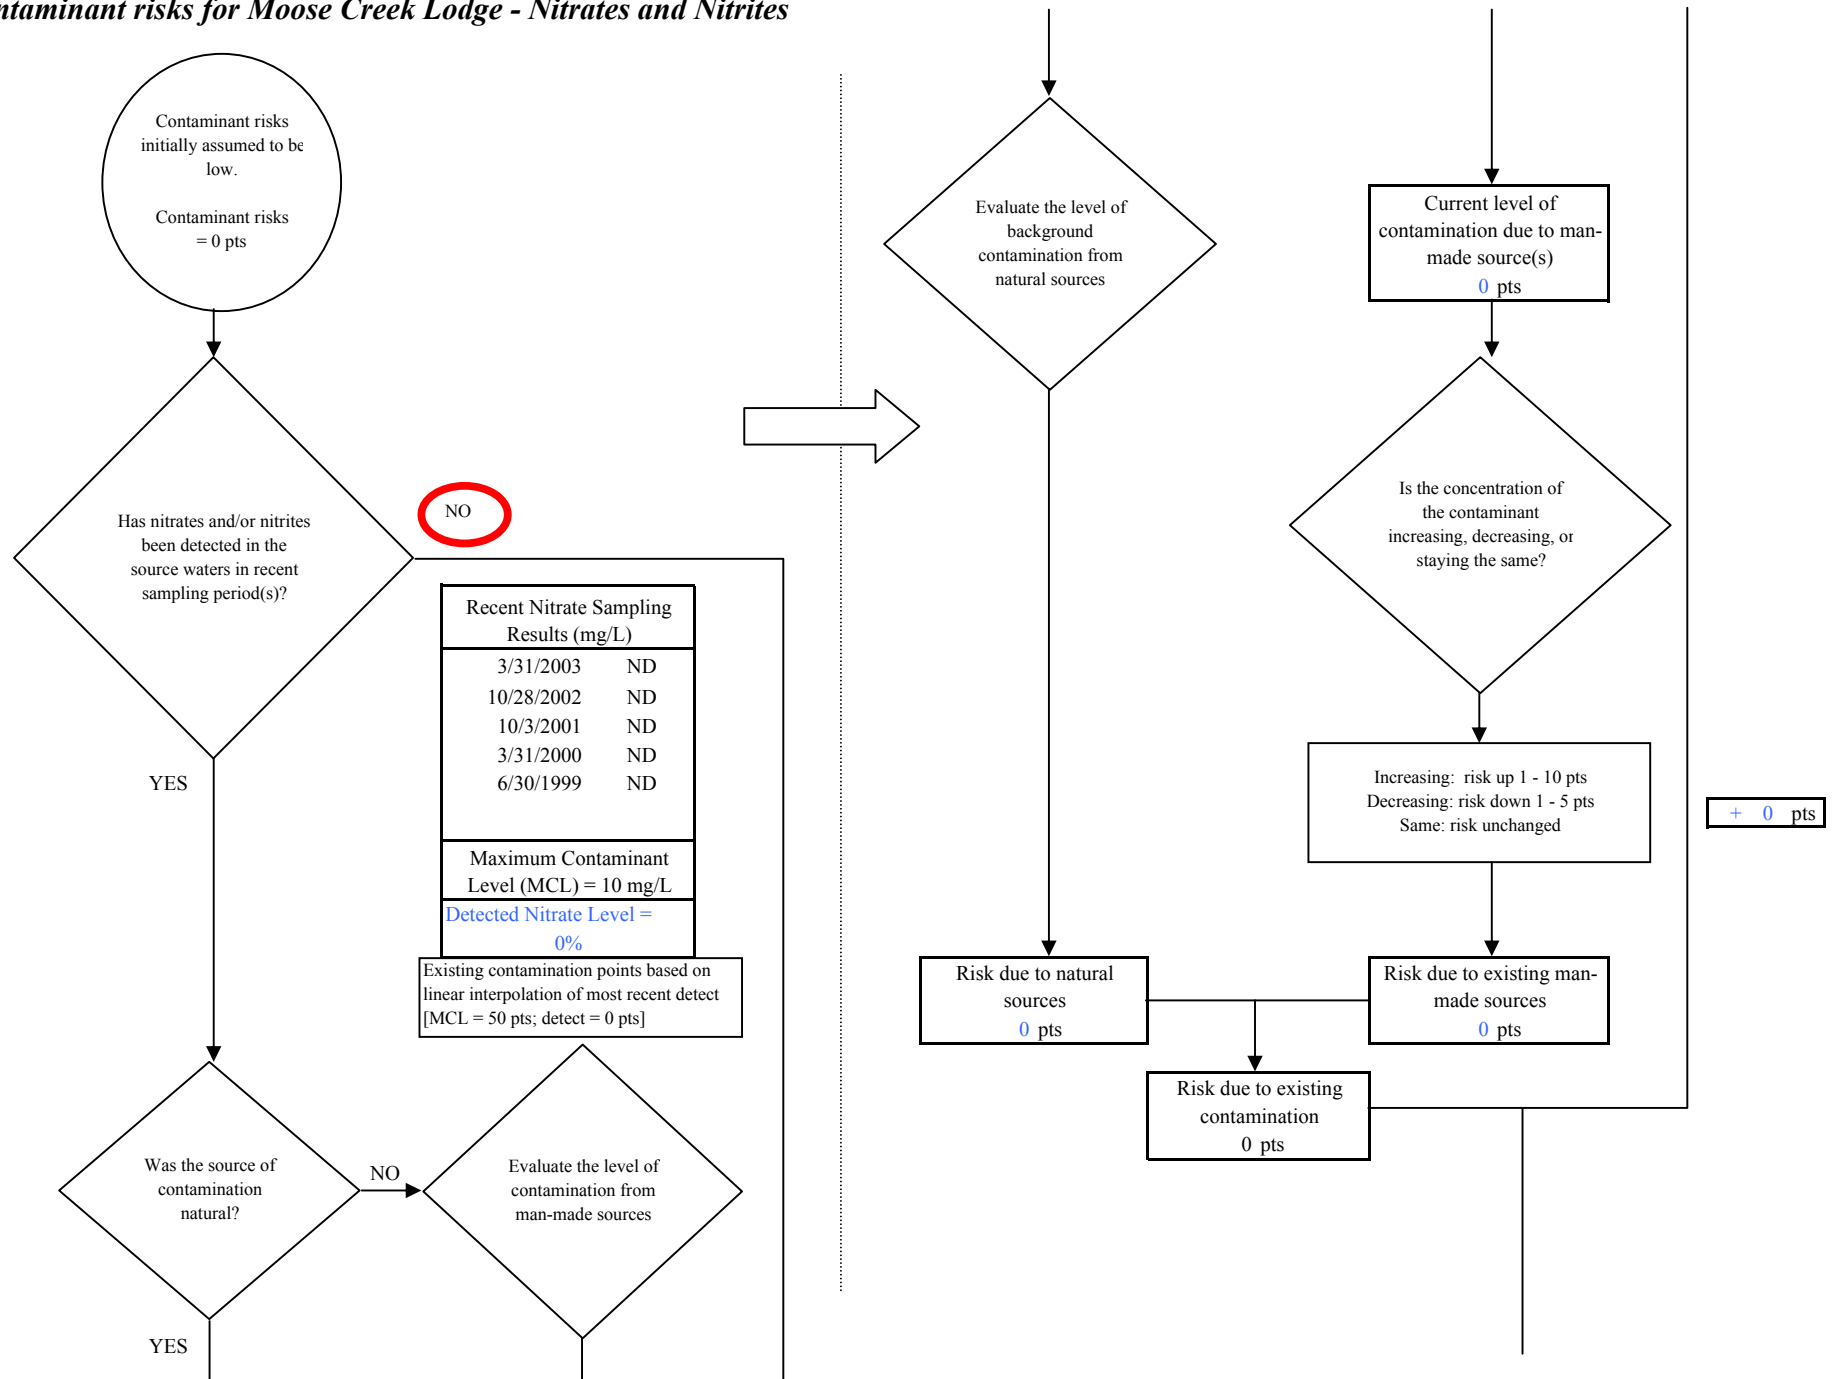 ntaminant risks for Moose Creek Lodge - Nitrates and Nitrites
Contaminant risks
initially assumed to be
low.
Contaminant risks
= 0 pts
Has nitrates and/or nitrites
been detected in the
source waters in recent
sampling period(s)?
NO
YES
Recent Nitrate Sampling
Results (mg/L)
3/31/2003 ND
10/28/2002 ND
10/3/2001 ND
3/31/2000 ND
6/30/1999 ND
Maximum Contaminant
Level (MCL) = 10 mg/L
Detected Nitrate Level =
0%
Existing contamination points based on
linear interpolation of most recent detect
[MCL = 50 pts; detect = 0 pts]
Was the source of
contamination
natural?
NO
YES
Evaluate the level of
contamination from
man-made sources
Evaluate the level of
background
contamination from
natural sources
Current level of
contamination due to man-
made source(s)
0 pts
Is the concentration of
the contaminant
increasing, decreasing, or
staying the same?
Increasing: risk up 1 - 10 pts
Decreasing: risk down 1 - 5 pts
Same: risk unchanged
+ 0 pts
Risk due to natural
sources
0 pts
Risk due to existing man-
made sources
0 pts
Risk due to existing
contamination
0 pts